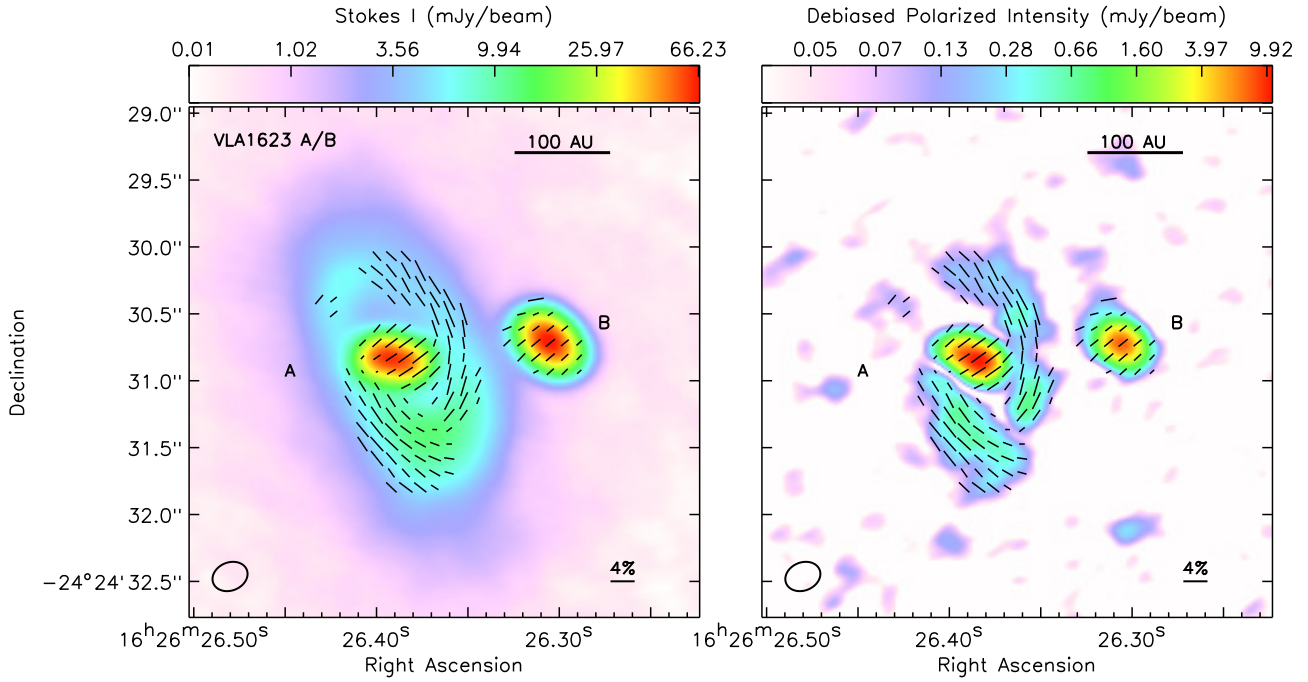 Stokes I (mJy/beam)
0.01 1.02 3.56 9.94 25.97 66.23
Debiased Polarized Intensity (mJy/beam)
0.05 0.07 0.13 0.28 0.66 1.60 3.97 9.92
Declination
29.0"
29.5"
30.0"
30.5"
31.0"
31.5"
32.0"
−24°24'32.5"
VLA1623 A/B
100 AU
A
B
4%
16h26m26.50s 26.40s 26.30s
Right Ascension
100 AU
A
B
4%
16h26m26.50s 26.40s 26.30s
Right Ascension